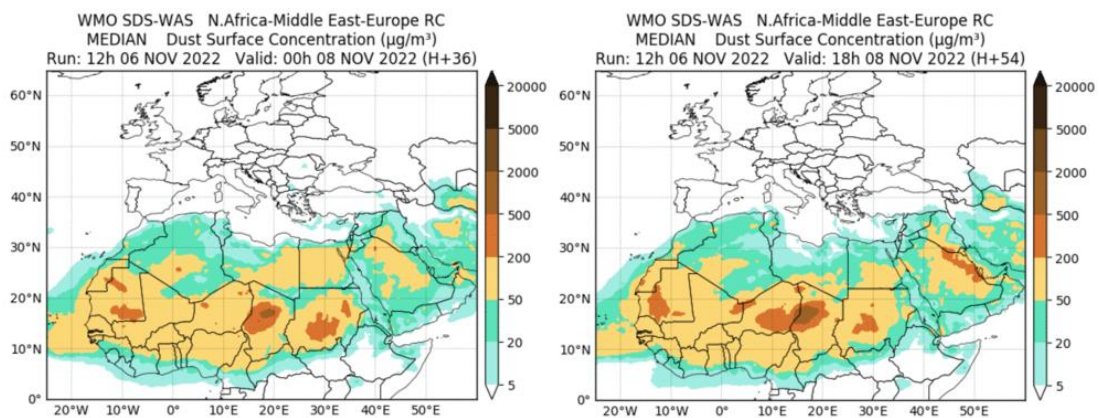 WMO SDS-WAS N.Africa-Middle East-Europe RC
MEDIAN Dust Surface Concentration (µg/m³)
Run: 12h 06 NOV 2022 Valid: 00h 08 NOV 2022 (H+36)
60°N
50°N
40°N
30°N
20°N
10°N
0°
20°W
10°W
0°
10°E
20°E
30°E
40°E
50°E
20000
5000
2000
500
200
50
20
5
WMO SDS-WAS N.Africa-Middle East-Europe RC
MEDIAN Dust Surface Concentration (µg/m³)
Run: 12h 06 NOV 2022 Valid: 18h 08 NOV 2022 (H+54)
60°N
50°N
40°N
30°N
20°N
10°N
0°
20°W
10°W
0°
10°E
20°E
30°E
40°E
50°E
20000
5000
2000
500
200
50
20
5